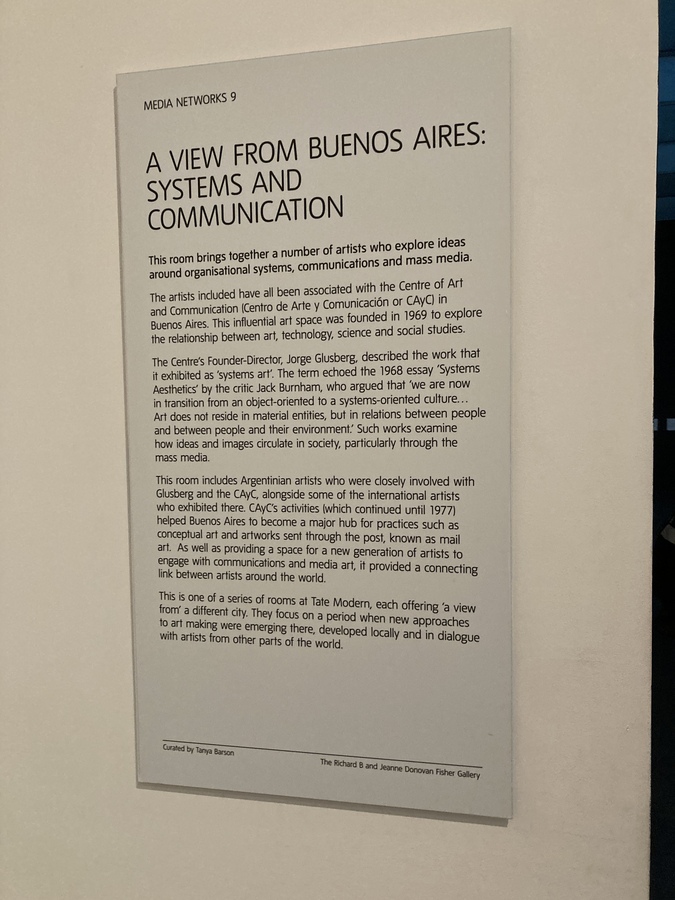 MEDIA NETWORKS 9
A VIEW FROM BUENOS AIRES:
SYSTEMS AND
COMMUNICATION
This room brings together a number of artists who explore ideas
around organisational systems, communications and mass media.
The artists included have all been associated with the Centre of Art
and Communication (Centro de Arte y Comunicación or CAyC) in
Buenos Aires. This influential art space was founded in 1969 to explore
the relationship between art, technology, science and social studies.
The Centre's Founder-Director, Jorge Glusberg, described the work that
it exhibited as 'systems art'. The term echoed the 1968 essay 'Systems
Aesthetics' by the critic Jack Burnham, who argued that 'we are now
in transition from an object-oriented to a systems-oriented culture…
Art does not reside in material entities, but in relations between people
and between people and their environment.' Such works examine
how ideas and images circulate in society, particularly through the
mass media.
This room includes Argentinian artists who were closely involved with
Glusberg and the CAyC, alongside some of the international artists
who exhibited there. CAyC's activities (which continued until 1977)
helped Buenos Aires to become a major hub for practices such as
conceptual art and artworks sent through the post, known as mail
art. As well as providing a space for a new generation of artists to
engage with communications and media art, it provided a connecting
link between artists around the world.
This is one of a series of rooms at Tate Modern, each offering 'a view
from' a different city. They focus on a period when new approaches
to art making were emerging there, developed locally and in dialogue
with artists from other parts of the world.
Curated by Tanya Barson
The Richard B and Jeanne Donovan Fisher Gallery